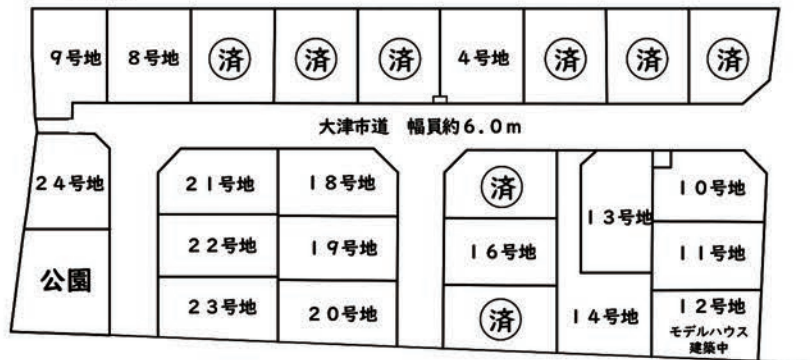 9号地 8号地 済 済 済 4号地 済 済 済
大津市道 幅員約6.0m
24号地 21号地 18号地 済 13号地 10号地
公園 22号地 19号地 16号地 11号地
23号地 20号地 済 14号地 12号地
モデルハウス
建築中